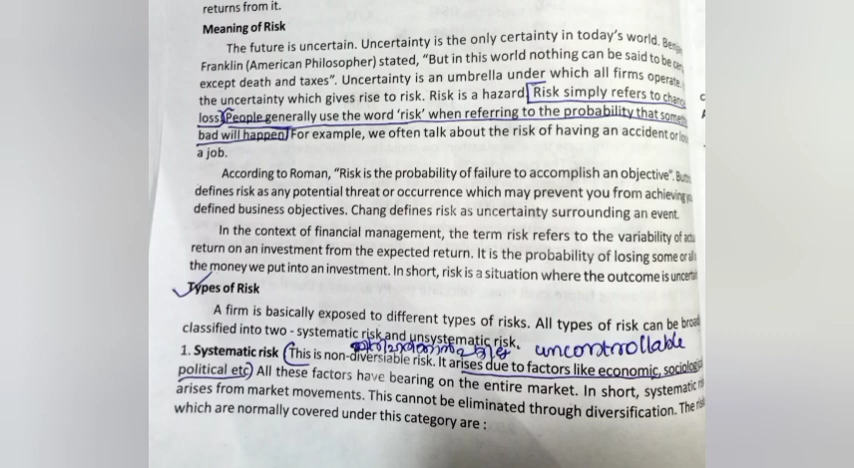 returns from it.
Meaning of Risk
The future is uncertain. Uncertainty is the only certainty in today's world.
Franklin (American Philosopher) stated, "But in this world nothing can be said to be
except death and taxes". Uncertainty is an umbrella under which all firms operate.
the uncertainty which gives rise to risk. Risk is a hazard. Risk simply refers to
loss. People generally use the word 'risk' when referring to the probability that
bad will happen. For example, we often talk about the risk of having an accident or
a job.
According to Roman, "Risk is the probability of failure to accomplish an objective".
defines risk as any potential threat or occurrence which may prevent you from achieving
defined business objectives. Chang defines risk as uncertainty surrounding an event.
In the context of financial management, the term risk refers to the variability of
return on an investment from the expected return. It is the probability of losing some or
the money we put into an investment. In short, risk is a situation where the outcome is
Types of Risk
A firm is basically exposed to different types of risks. All types of risk can be
classified into two - systematic risk and unsystematic risk.
uncontrollable
1. Systematic risk (This is non-diversiable risk. It arises due to factors like economic,
political etc) All these factors have bearing on the entire market. In short, systematic
arises from market movements. This cannot be eliminated through diversification. The
which are normally covered under this category are :